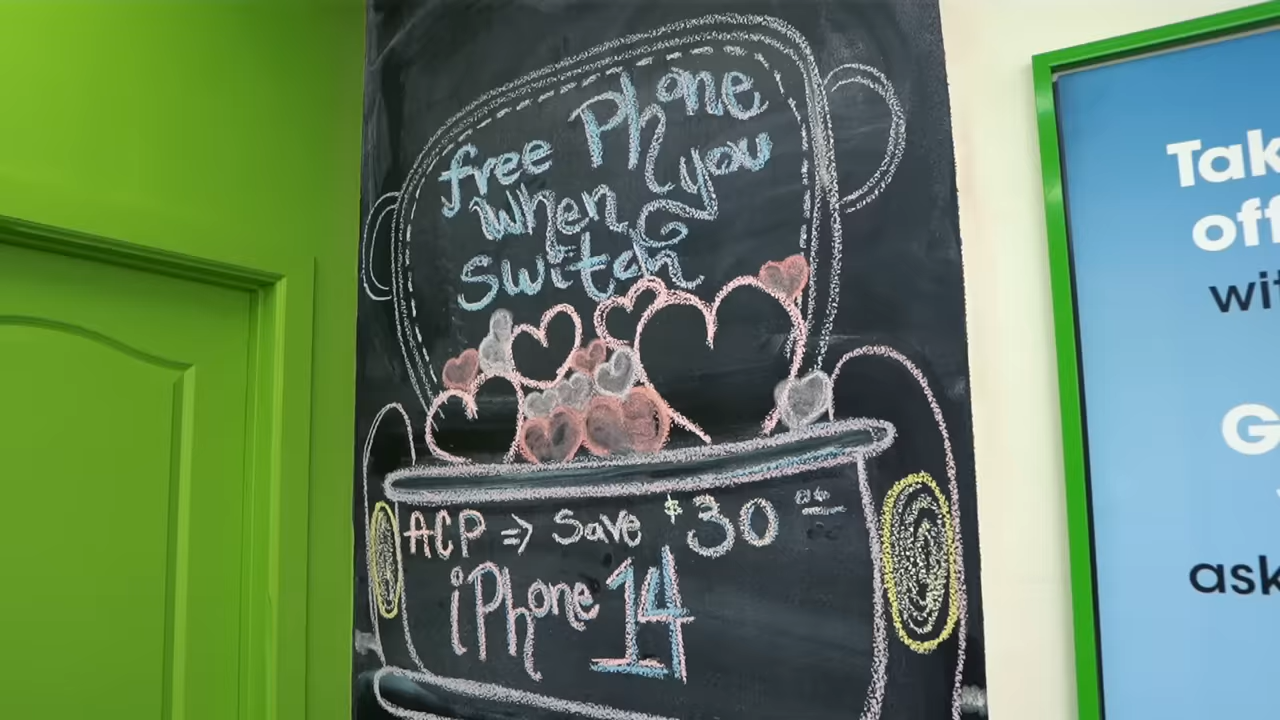 free Phone
when you
switch
ACP => Save $30
iPhone 14
Tak
off
wit
G
ask